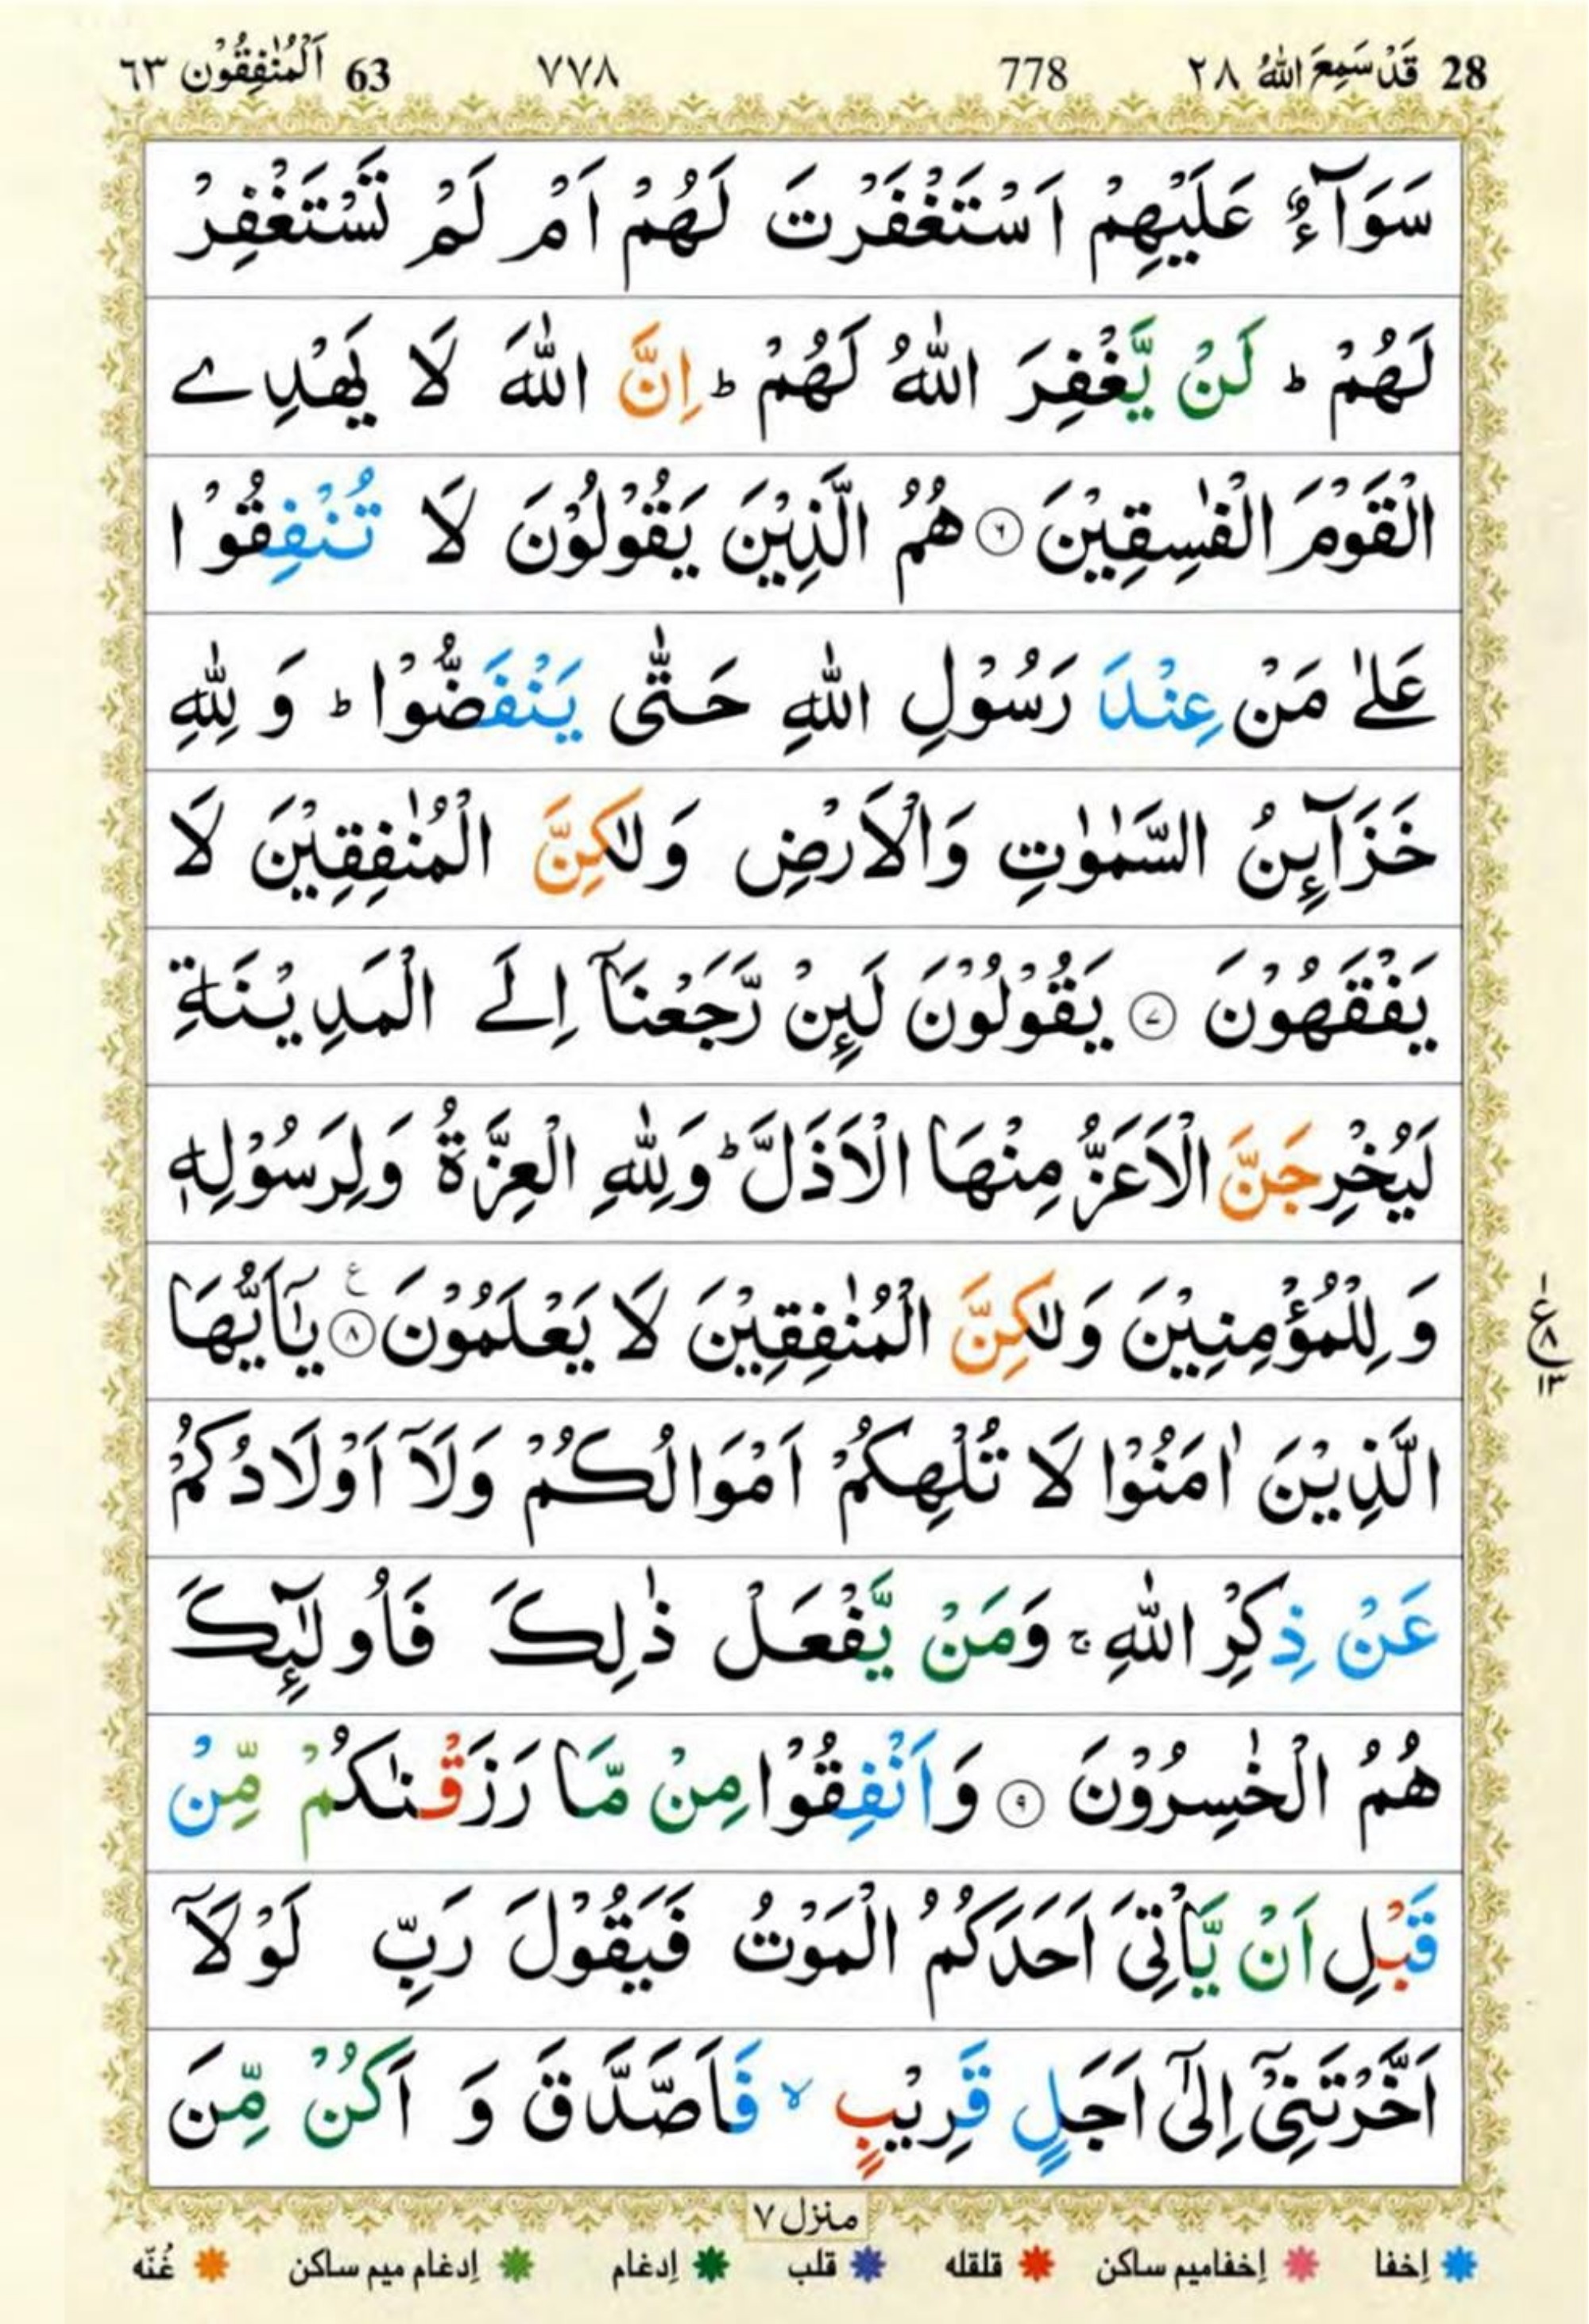 28 قَدْ سَمِعَ اللّٰهُ ٢٨ 778 ٧٧٨ 63 اَلْمُنٰفِقُوْن ٦٣
سَوَآءٌ عَلَيْهِمْ اَسْتَغْفَرْتَ لَهُمْ اَمْ لَمْ تَسْتَغْفِرْ
لَهُمْ ؕ لَنْ يَّغْفِرَ اللّٰهُ لَهُمْ ؕ اِنَّ اللّٰهَ لَا يَهْدِے
الْقَوْمَ الْفٰسِقِيْنَ ۝٦ هُمُ الَّذِيْنَ يَقُوْلُوْنَ لَا تُنْفِقُوْا
عَلٰے مَنْ عِنْدَ رَسُوْلِ اللّٰهِ حَتّٰى يَنْفَضُّوْا ؕ وَ لِلّٰهِ
خَزَآىِٕنُ السَّمٰوٰتِ وَالْاَرْضِ وَلٰكِنَّ الْمُنٰفِقِيْنَ لَا
يَفْقَهُوْنَ ۝٧ يَقُوْلُوْنَ لَىِٕنْ رَّجَعْنَآ اِلَے الْمَدِيْنَةِ
لَيُخْرِجَنَّ الْاَعَزُّ مِنْهَا الْاَذَلَّ ؕ وَلِلّٰهِ الْعِزَّةُ وَلِرَسُوْلِهٖ
وَ لِلْمُؤْمِنِيْنَ وَلٰكِنَّ الْمُنٰفِقِيْنَ لَا يَعْلَمُوْنَ ۝٨ ع يٰٓاَيُّهَا
ع ١ ٨ ١٣
الَّذِيْنَ اٰمَنُوْا لَا تُلْهِكُمْ اَمْوَالُكُمْ وَلَآ اَوْلَادُكُمْ
عَنْ ذِكْرِ اللّٰهِ ۚ وَمَنْ يَّفْعَلْ ذٰلِكَ فَاُولٰٓىِٕكَ
هُمُ الْخٰسِرُوْنَ ۝٩ وَاَنْفِقُوْا مِنْ مَّا رَزَقْنٰكُمْ مِّنْ
قَبْلِ اَنْ يَّاْتِىَ اَحَدَكُمُ الْمَوْتُ فَيَقُوْلَ رَبِّ لَوْلَآ
اَخَّرْتَنِىْٓ اِلٰٓى اَجَلٍ قَرِيْبٍ ۙ فَاَصَّدَّقَ وَ اَكُنْ مِّنَ
منزل ٧
إخفا إخفاميم ساكن قلقله قلب إدغام إدغام ميم ساكن غُنّه